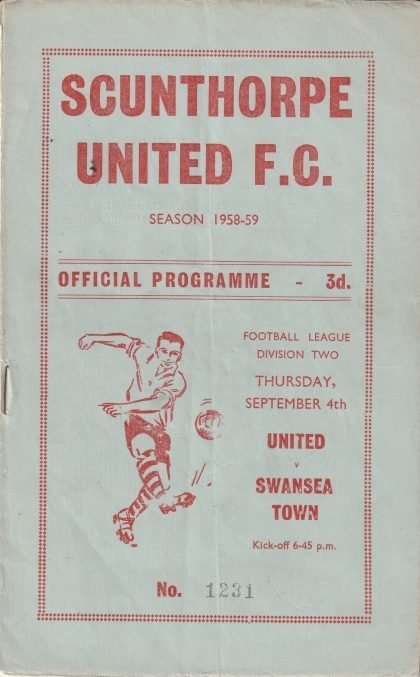 SCUNTHORPE
UNITED F.C.
SEASON 1958-59
OFFICIAL PROGRAMME - 3d.
FOOTBALL LEAGUE
DIVISION TWO
THURSDAY,
SEPTEMBER 4th
UNITED
v
SWANSEA
TOWN
Kick-off 6-45 p.m.
No. 1231